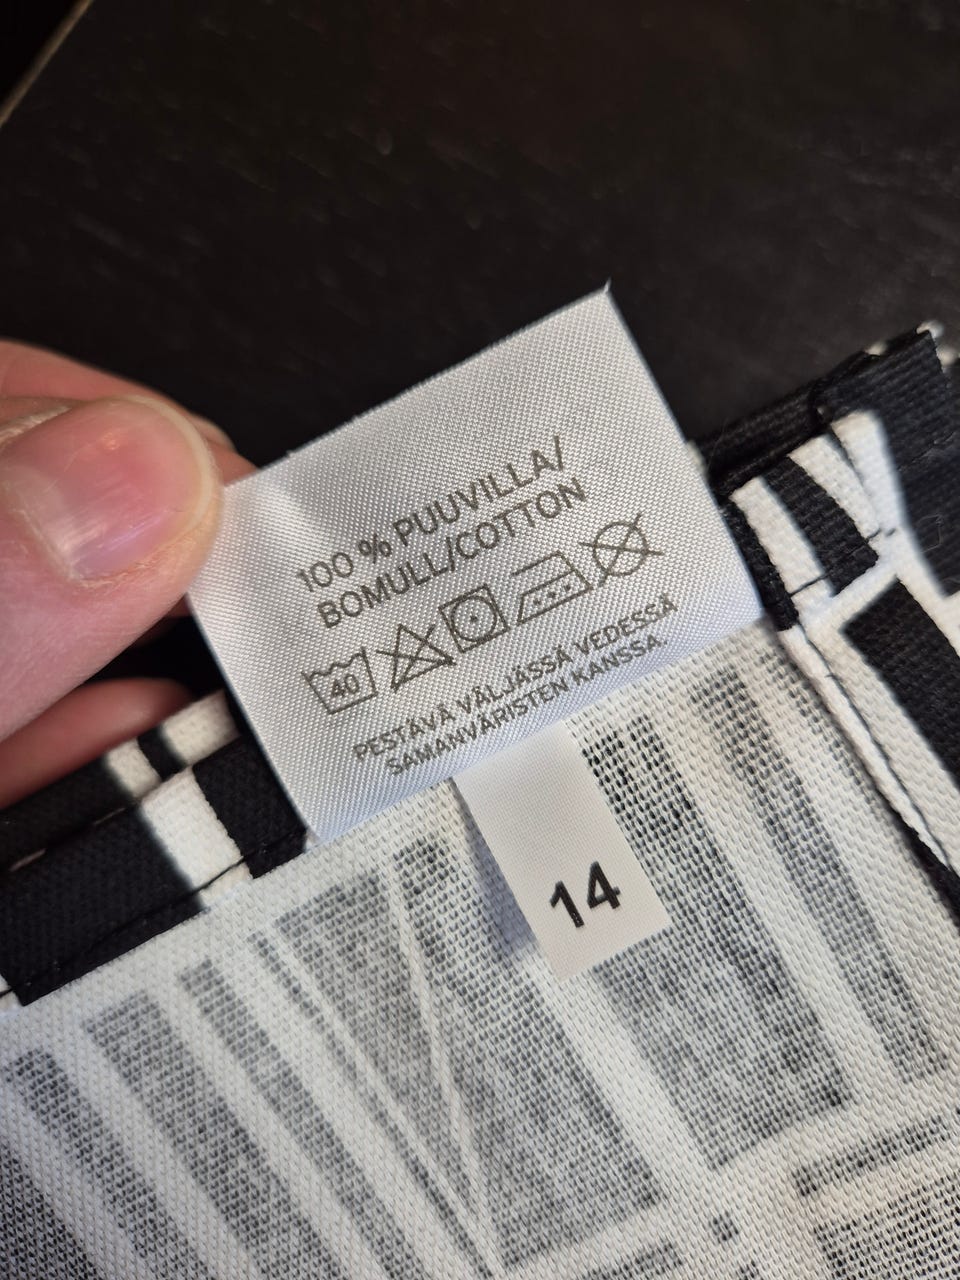 100 % PUUVILLA/
BOMULL/COTTON
40
PESTÄVÄ VÄLJÄSSÄ VEDESSÄ
SAMANVÄRISTEN KANSSA.
14